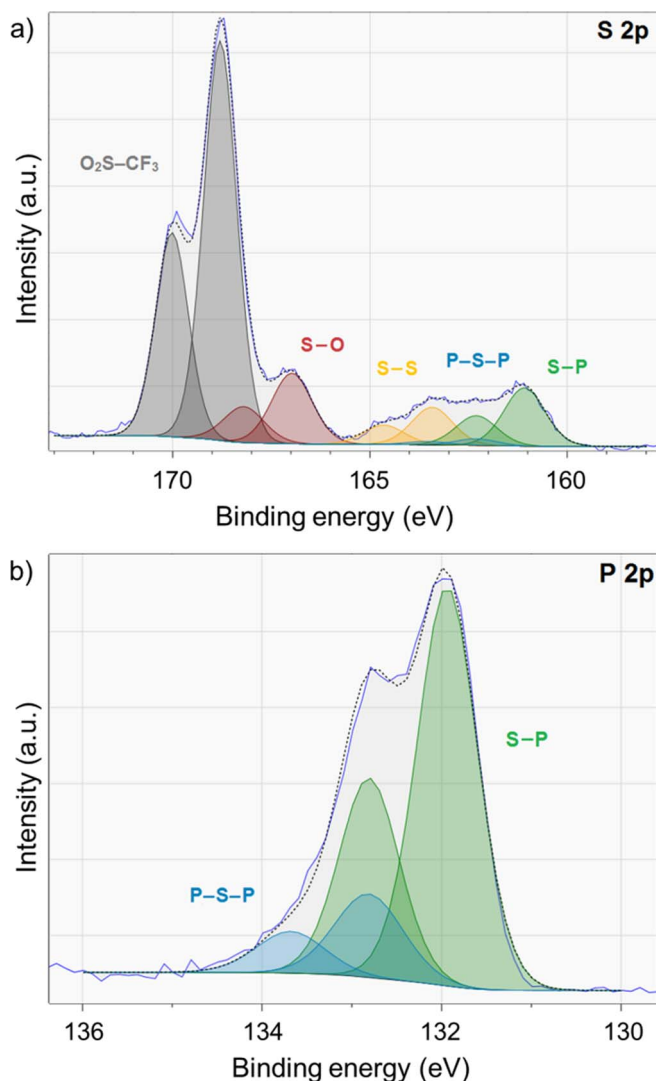 a)
S 2p
O₂S–CF₃
S–O
S–S
P–S–P
S–P
Intensity (a.u.)
170
165
160
Binding energy (eV)
b)
P 2p
S–P
P–S–P
Intensity (a.u.)
136
134
132
130
Binding energy (eV)